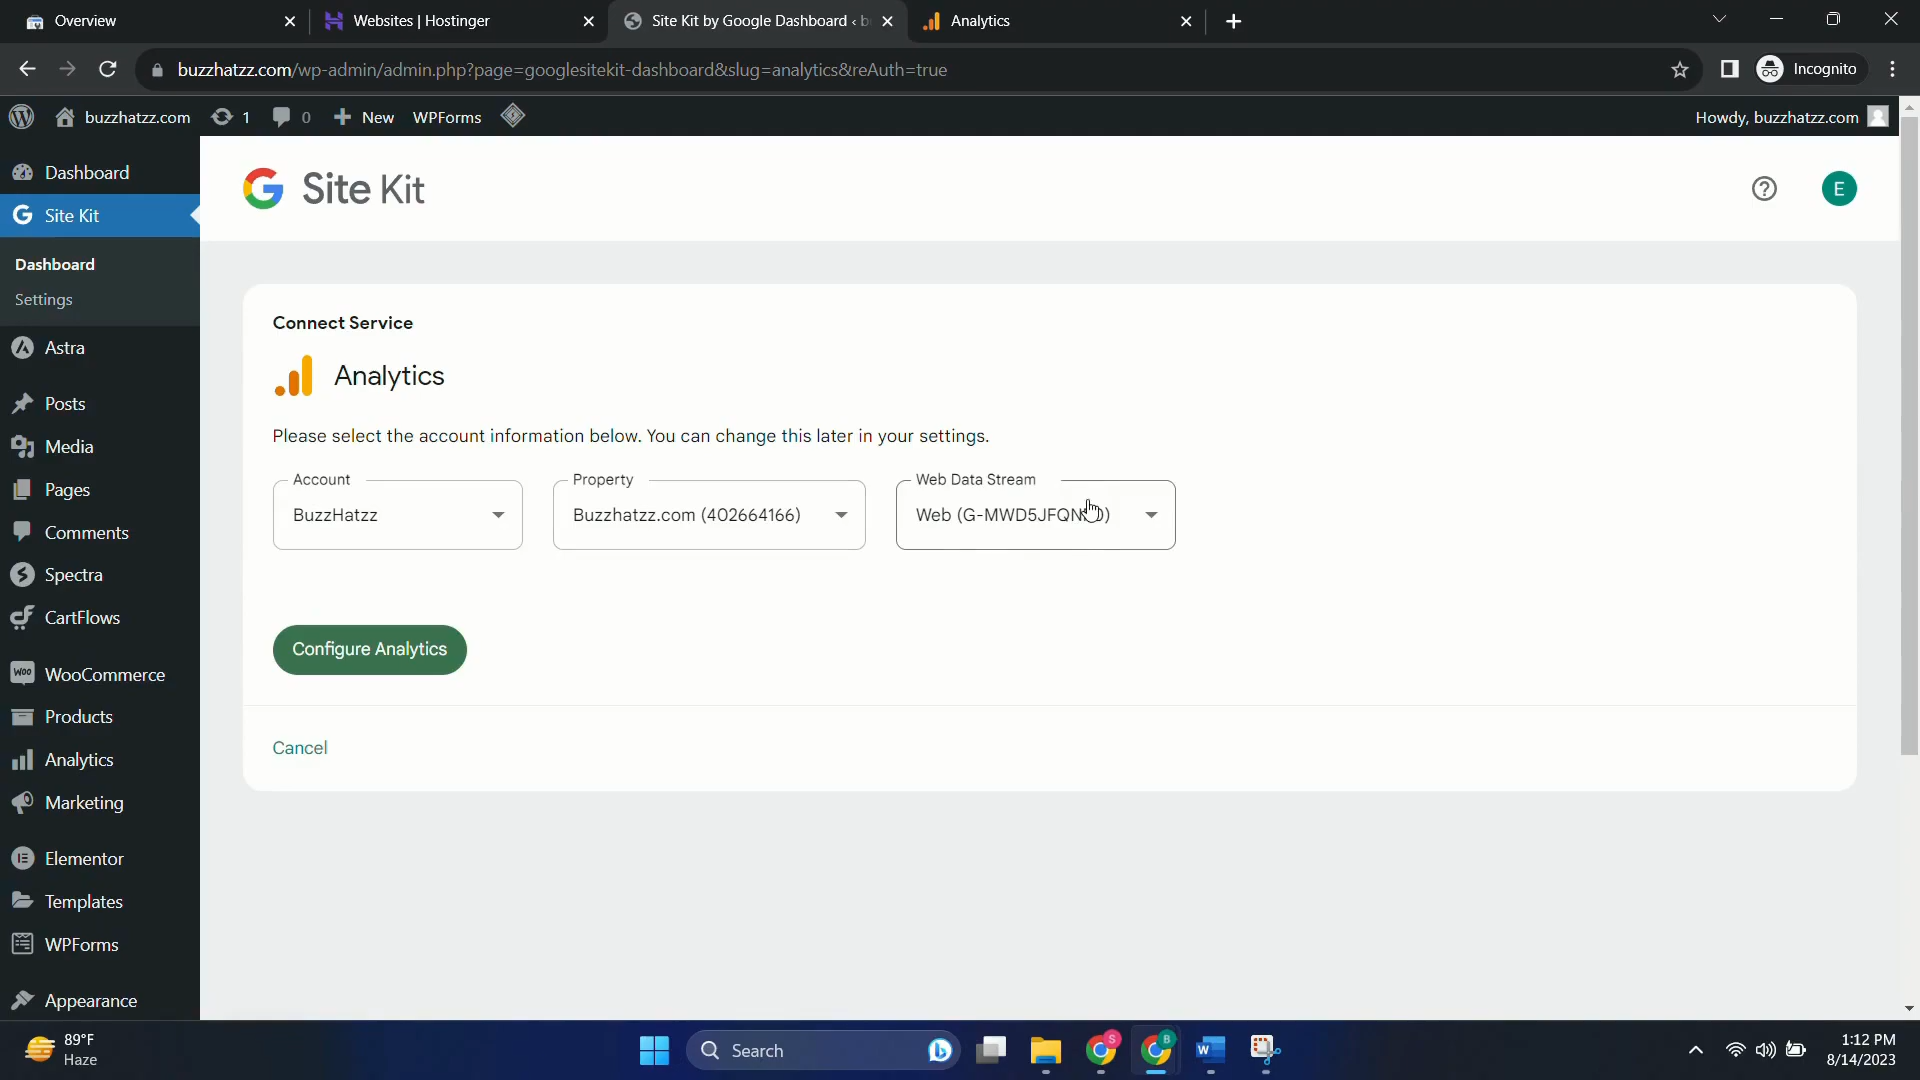 Overview
Websites | Hostinger
Site Kit by Google Dashboard ‹ b
Analytics
buzzhatzz.com/wp-admin/admin.php?page=googlesitekit-dashboard&slug=analytics&reAuth=true
Incognito
buzzhatzz.com
1
0
New
WPForms
Howdy, buzzhatzz.com
Dashboard
Site Kit
Dashboard
Settings
Astra
Posts
Media
Pages
Comments
Spectra
CartFlows
WooCommerce
Products
Analytics
Marketing
Elementor
Templates
WPForms
Appearance
G Site Kit
E
Connect Service
Analytics
Please select the account information below. You can change this later in your settings.
Account
BuzzHatzz
Property
Buzzhatzz.com (402664166)
Web Data Stream
Web
Configure Analytics
Cancel
89°F
Haze
Search
S
B
W
1:12 PM
8/14/2023